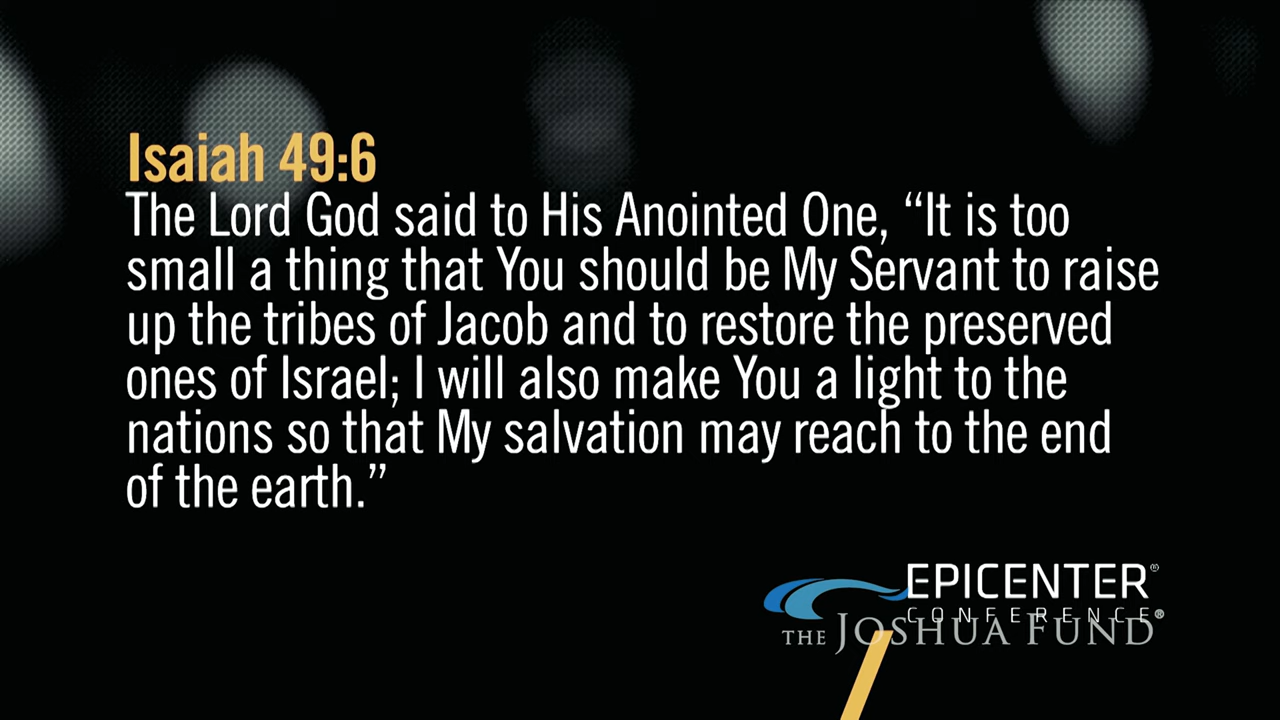 Isaiah 49:6
The Lord God said to His Anointed One, “It is too
small a thing that You should be My Servant to raise
up the tribes of Jacob and to restore the preserved
ones of Israel; I will also make You a light to the
nations so that My salvation may reach to the end
of the earth.”
EPICENTER®
CONFERENCE®
THE JOSHUA FUND